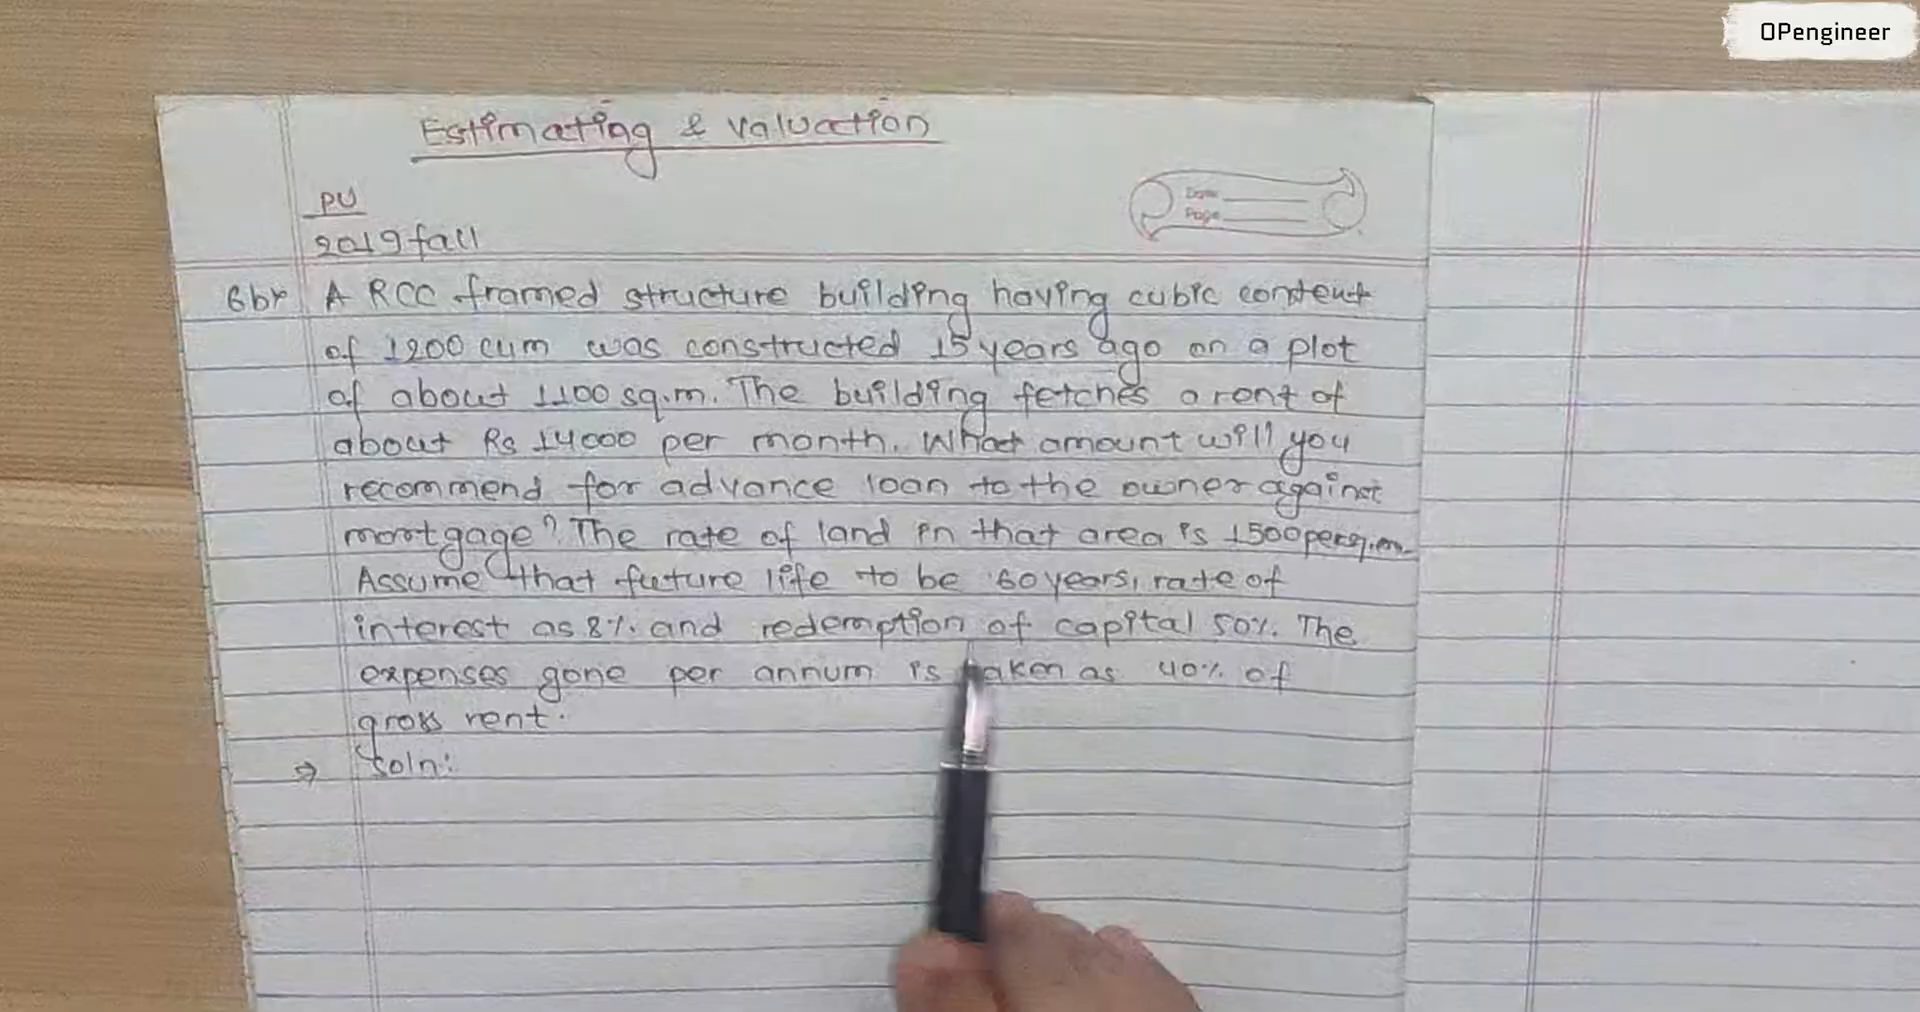 OPengineer
Estimating & valuation
Date
Page
PU
2019 fall
6b) A RCC framed structure building having cubic content
of 1200 cum was constructed 15 years ago on a plot
of about 1100 sq.m. The building fetches a rent of
about Rs 14000 per month. What amount will you
recommend for advance loan to the owner against
mortgage? The rate of land in that area is 1500 per sq.m.
Assume that future life to be 60 years, rate of
interest as 8% and redemption of capital 50%. The
expenses gone per annum is taken as 40% of
gross rent.
⇒ Soln: